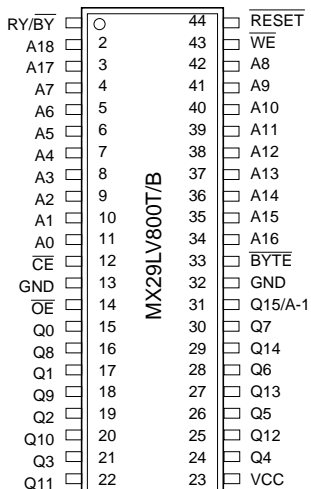 RY/BY 44 RESET
A18 2 43 WE
A17 3 42 A8
A7 4 41 A9
A6 5 40 A10
A5 6 39 A11
A4 7 38 A12
A3 8 37 A13
A2 9 36 A14
A1 10 35 A15
A0 11 34 A16
CE 12 33 BYTE
GND 13 32 GND
OE 14 31 Q15/A-1
Q0 15 30 Q7
Q8 16 29 Q14
Q1 17 28 Q6
Q9 18 27 Q13
Q2 19 26 Q5
Q10 20 25 Q12
Q3 21 24 Q4
Q11 22 23 VCC
MX29LV800T/B